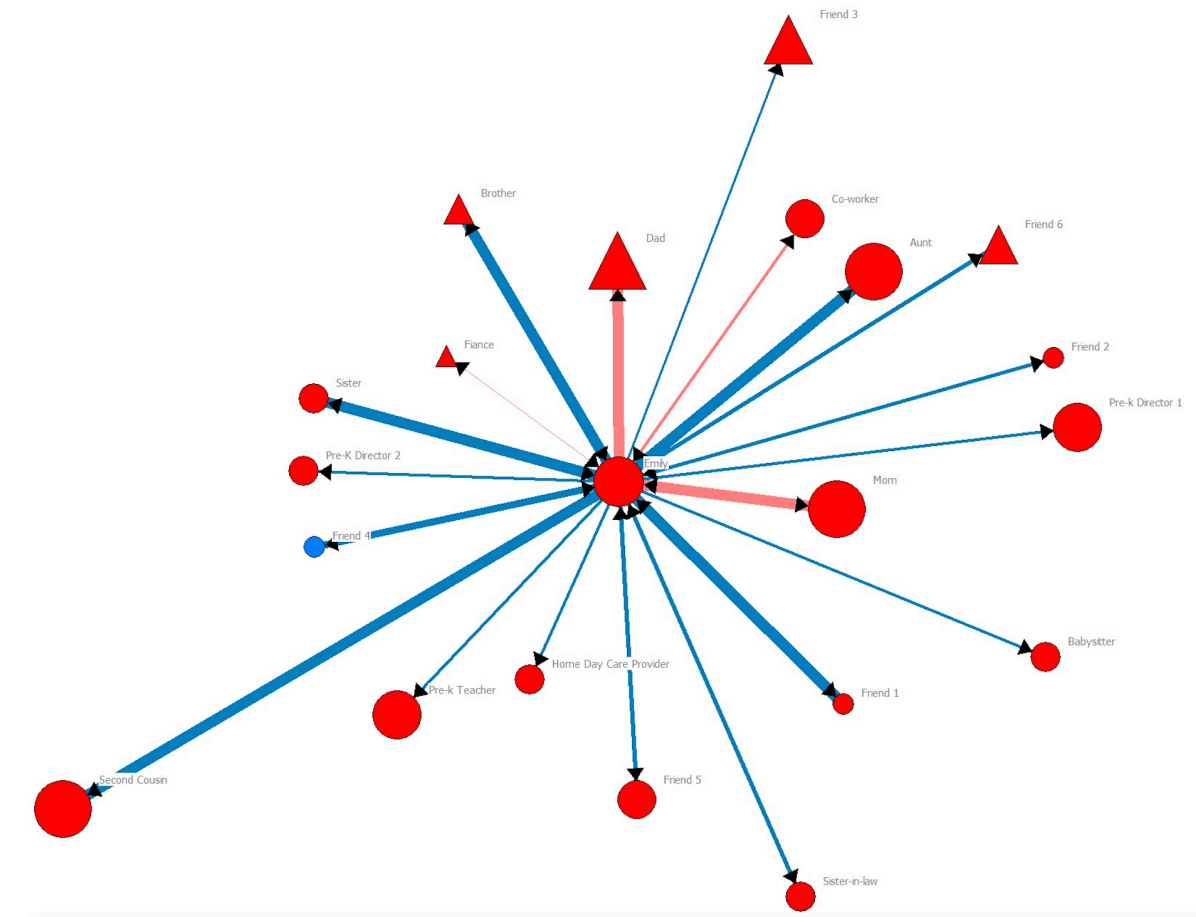 Friend 3
Brother
Co-worker
Friend 6
Dad
Aunt
Fiance
Friend 2
Sister
Pre-k Director 1
Pre-K Director 2
Emily
Mom
Friend 4
Babysitter
Home Day Care Provider
Pre-k Teacher
Friend 1
Second Cousin
Friend 5
Sister-in-law